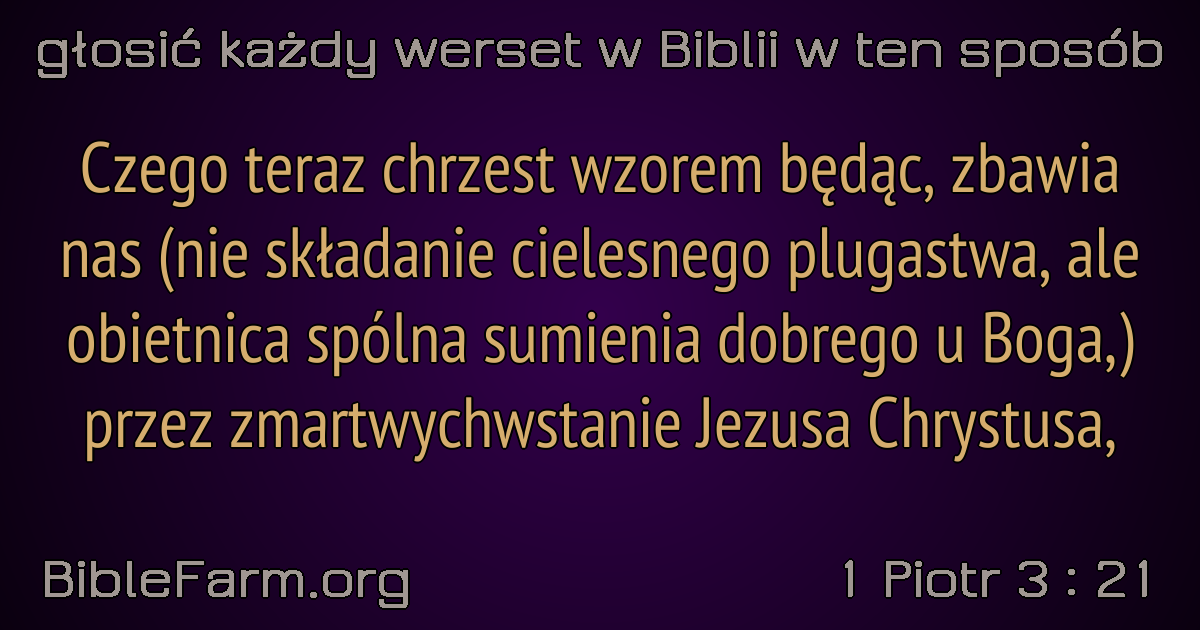 głosić każdy werset w Biblii w ten sposób
Czego teraz chrzest wzorem będąc, zbawia
nas (nie składanie cielesnego plugastwa, ale
obietnica spólna sumienia dobrego u Boga,)
przez zmartwychwstanie Jezusa Chrystusa,
BibleFarm.org
1 Piotr 3 : 21